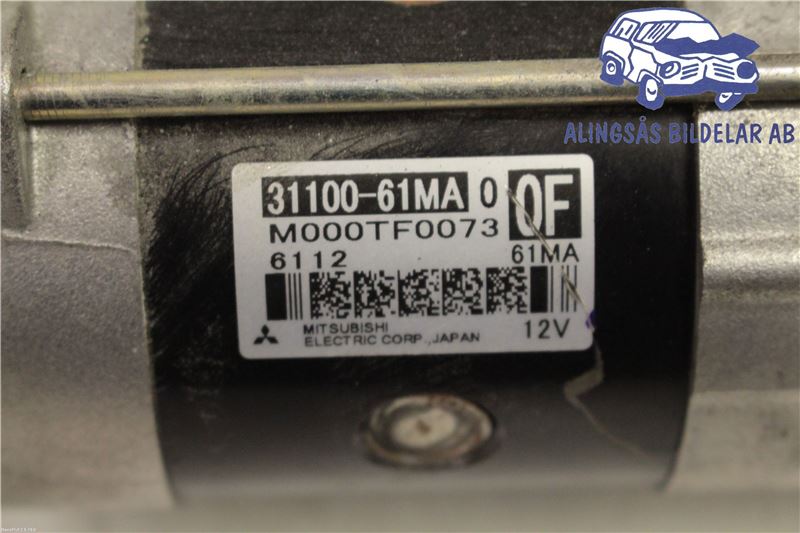 ALINGSÅS BILDELAR AB
31100-61MA 0 0F
M000TF0073
6112 61MA
MITSUBISHI
ELECTRIC CORP., JAPAN 12V